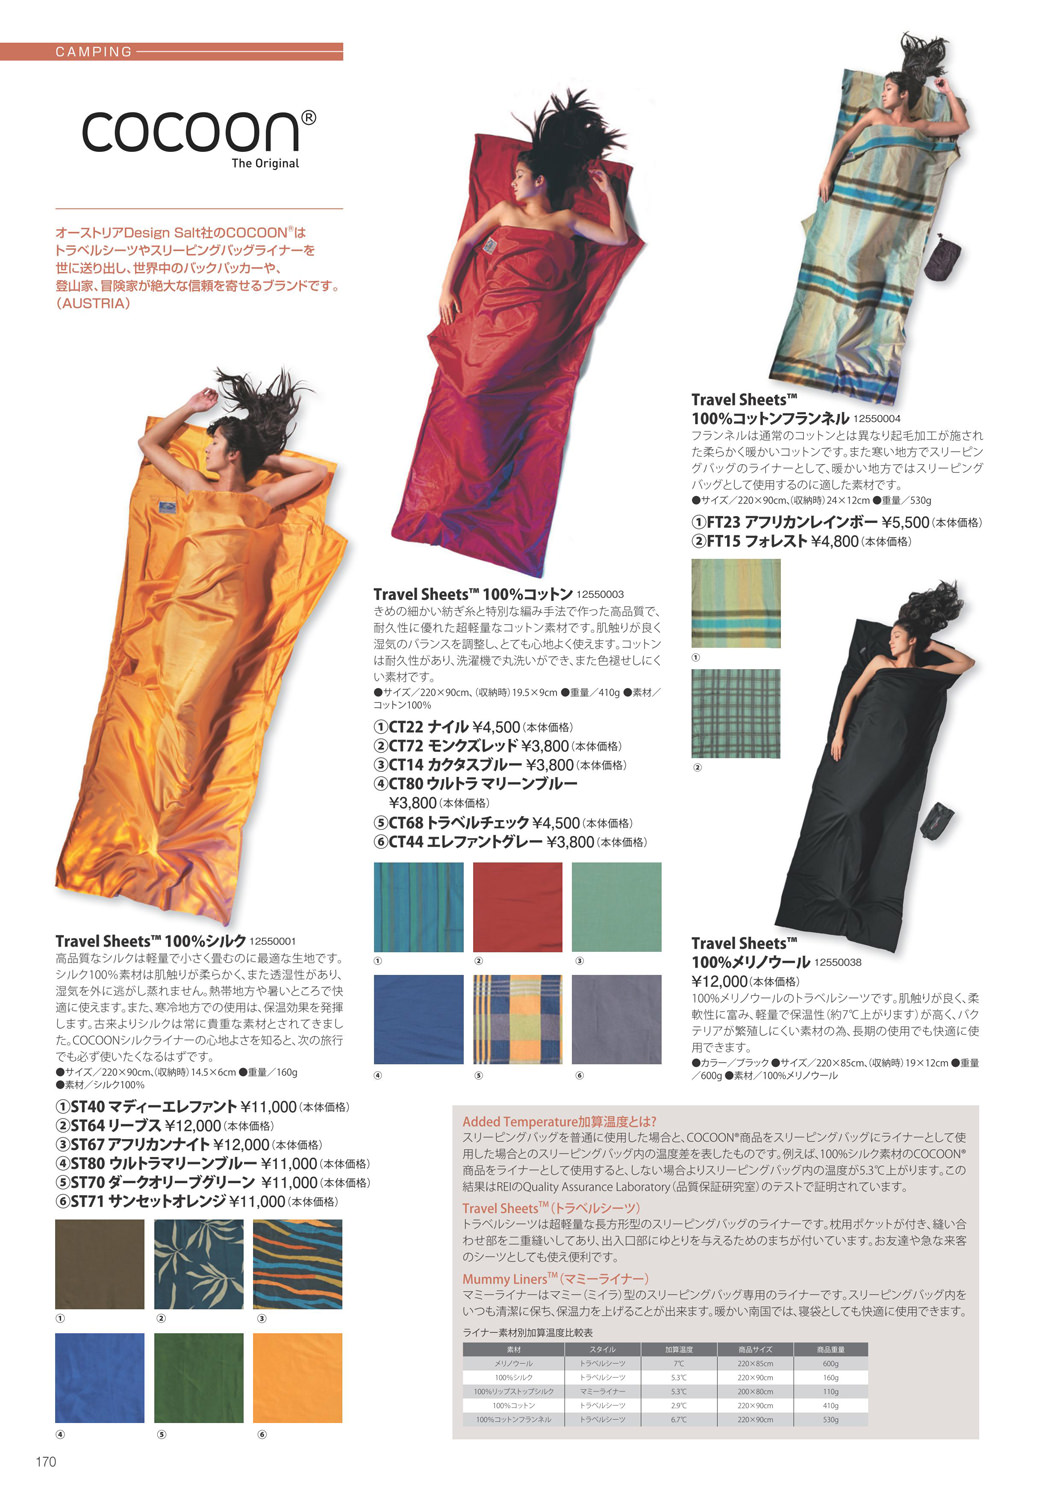 CAMPING
cocoon®
The Original
オーストリアDesign Salt社のCOCOON®は
トラベルシーツやスリーピングバッグライナーを
世に送り出し、世界中のバックパッカーや、
登山家、冒険家が絶大な信頼を寄せるブランドです。
（AUSTRIA）
Travel Sheets™ 100%シルク 12550001
高品質なシルクは軽量で小さく畳むのに最適な生地です。
シルク100%素材は肌触りが柔らかく、また透湿性があり、
湿気を外に逃がし蒸れません。熱帯地方や暑いところで快
適に使えます。また、寒冷地方での使用は、保温効果を発揮
します。古来よりシルクは常に貴重な素材とされてきまし
た。COCOONシルクライナーの心地よさを知ると、次の旅行
でも必ず使いたくなるはずです。
●サイズ／220×90cm、（収納時）14.5×6cm ●重量／160g
●素材／シルク100%
①ST40 マディーエレファント ¥11,000（本体価格）
②ST64 リーブス ¥12,000（本体価格）
③ST67 アフリカンナイト ¥12,000（本体価格）
④ST80 ウルトラマリーンブルー ¥11,000（本体価格）
⑤ST70 ダークオリーブグリーン ¥11,000（本体価格）
⑥ST71 サンセットオレンジ ¥11,000（本体価格）
① ② ③
④ ⑤ ⑥
Travel Sheets™ 100%コットン 12550003
きめの細かい紡ぎ糸と特別な編み手法で作った高品質で、
耐久性に優れた超軽量なコットン素材です。肌触りが良く
湿気のバランスを調整し、とても心地よく使えます。コットン
は耐久性があり、洗濯機で丸洗いができ、また色褪せしにく
い素材です。
●サイズ／220×90cm、（収納時）19.5×9cm ●重量／410g ●素材／
コットン100%
①CT22 ナイル ¥4,500（本体価格）
②CT72 モンクズレッド ¥3,800（本体価格）
③CT14 カクタスブルー ¥3,800（本体価格）
④CT80 ウルトラ マリーンブルー
¥3,800（本体価格）
⑤CT68 トラベルチェック ¥4,500（本体価格）
⑥CT44 エレファントグレー ¥3,800（本体価格）
① ② ③
④ ⑤ ⑥
Travel Sheets™
100%コットンフランネル 12550004
フランネルは通常のコットンとは異なり起毛加工が施され
た柔らかく暖かいコットンです。また寒い地方でスリーピン
グバッグのライナーとして、暖かい地方ではスリーピング
バッグとして使用するのに適した素材です。
●サイズ／220×90cm、（収納時）24×12cm ●重量／530g
①FT23 アフリカンレインボー ¥5,500（本体価格）
②FT15 フォレスト ¥4,800（本体価格）
①
②
Travel Sheets™
100%メリノウール 12550038
¥12,000（本体価格）
100%メリノウールのトラベルシーツです。肌触りが良く、柔
軟性に富み、軽量で保温性（約7℃上がります）が高く、バク
テリアが繁殖しにくい素材の為、長期の使用でも快適に使
用できます。
●カラー／ブラック ●サイズ／220×85cm、（収納時）19×12cm ●重量
／600g ●素材／100%メリノウール
Added Temperature加算温度とは?
スリーピングバッグを普通に使用した場合と、COCOON®商品をスリーピングバッグにライナーとして使
用した場合とのスリーピングバッグ内の温度差を表したものです。例えば、100%シルク素材のCOCOON®
商品をライナーとして使用すると、しない場合よりスリーピングバッグ内の温度が5.3℃上がります。この
結果はREIのQuality Assurance Laboratory（品質保証研究室）のテストで証明されています。
Travel Sheets™（トラベルシーツ）
トラベルシーツは超軽量な長方形型のスリーピングバッグのライナーです。枕用ポケットが付き、縫い合
わせ部を二重縫いしてあり、出入口部にゆとりを与えるためのまちが付いています。お友達や急な来客
のシーツとしても使え便利です。
Mummy Liners™（マミーライナー）
マミーライナーはマミー（ミイラ）型のスリーピングバッグ専用のライナーです。スリーピングバッグ内を
いつも清潔に保ち、保温力を上げることが出来ます。暖かい南国では、寝袋としても快適に使用できます。
ライナー素材別加算温度比較表
素材 スタイル 加算温度 商品サイズ 商品重量
メリノウール トラベルシーツ 7℃ 220×85cm 600g
100%シルク トラベルシーツ 5.3℃ 220×90cm 160g
100%リップストップシルク マミーライナー 5.3℃ 200×80cm 110g
100%コットン トラベルシーツ 2.9℃ 220×90cm 410g
100%コットンフランネル トラベルシーツ 6.7℃ 220×90cm 530g
170